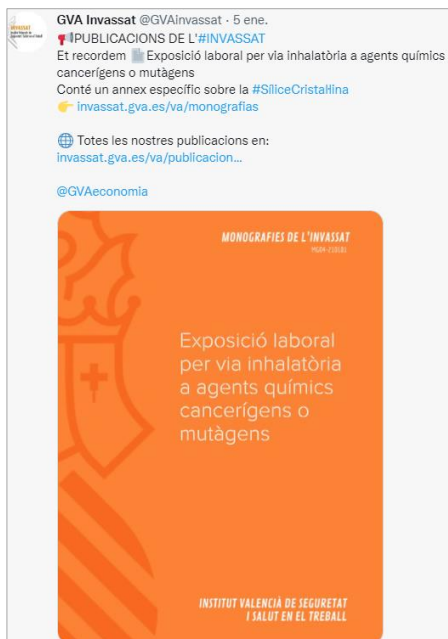 GVA Invassat @GVAinvassat · 5 ene.
📢❗PUBLICACIONS DE L'#INVASSAT
Et recordem 📄Exposició laboral per via inhalatòria a agents químics
cancerígens o mutàgens
Conté un annex específic sobre la #SíliceCristal·lina
👉 invassat.gva.es/va/monografias
🌐 Totes les nostres publicacions en:
invassat.gva.es/va/publicacion...
@GVAeconomia
MONOGRAFIES DE L'INVASSAT
Exposició laboral
per via inhalatòria
a agents químics
cancerígens o
mutàgens
INSTITUT VALENCIÀ DE SEGURETAT
I SALUT EN EL TREBALL